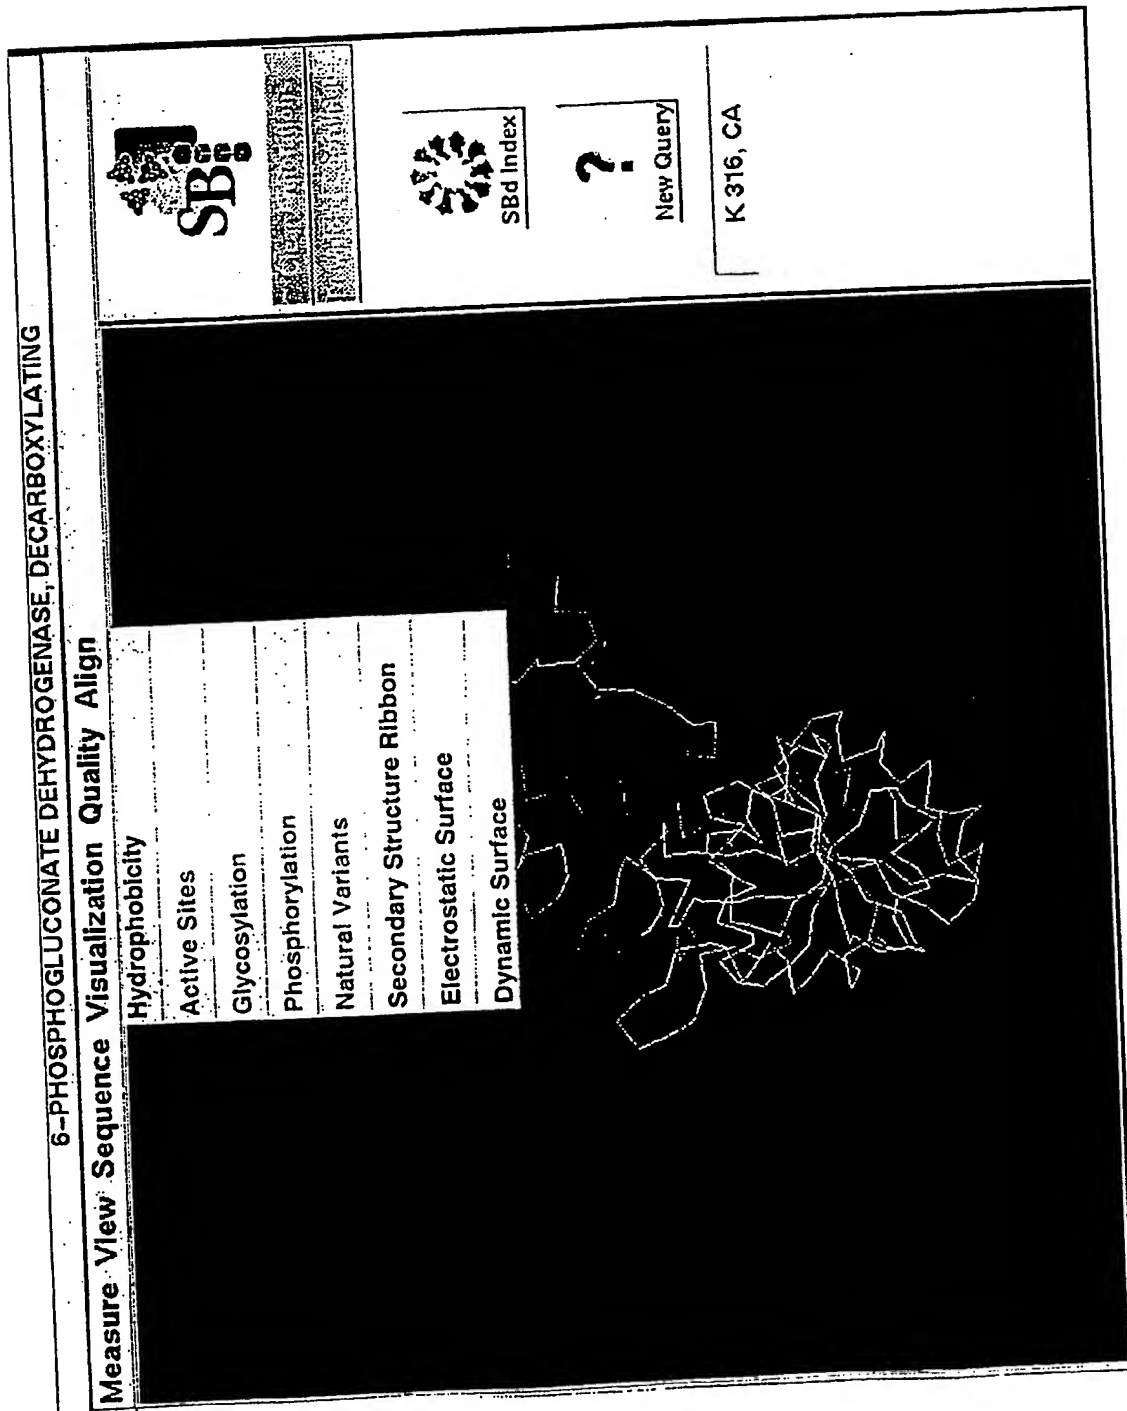 6-PHOSPHOGLUCONATE DEHYDROGENASE, DECARBOXYLATING
Measure View Sequence Visualization Quality Align
Hydrophobicity
Active Sites
Glycosylation
Phosphorylation
Natural Variants
Secondary Structure Ribbon
Electrostatic Surface
Dynamic Surface
SBd Index
?
New Query
K 316, CA